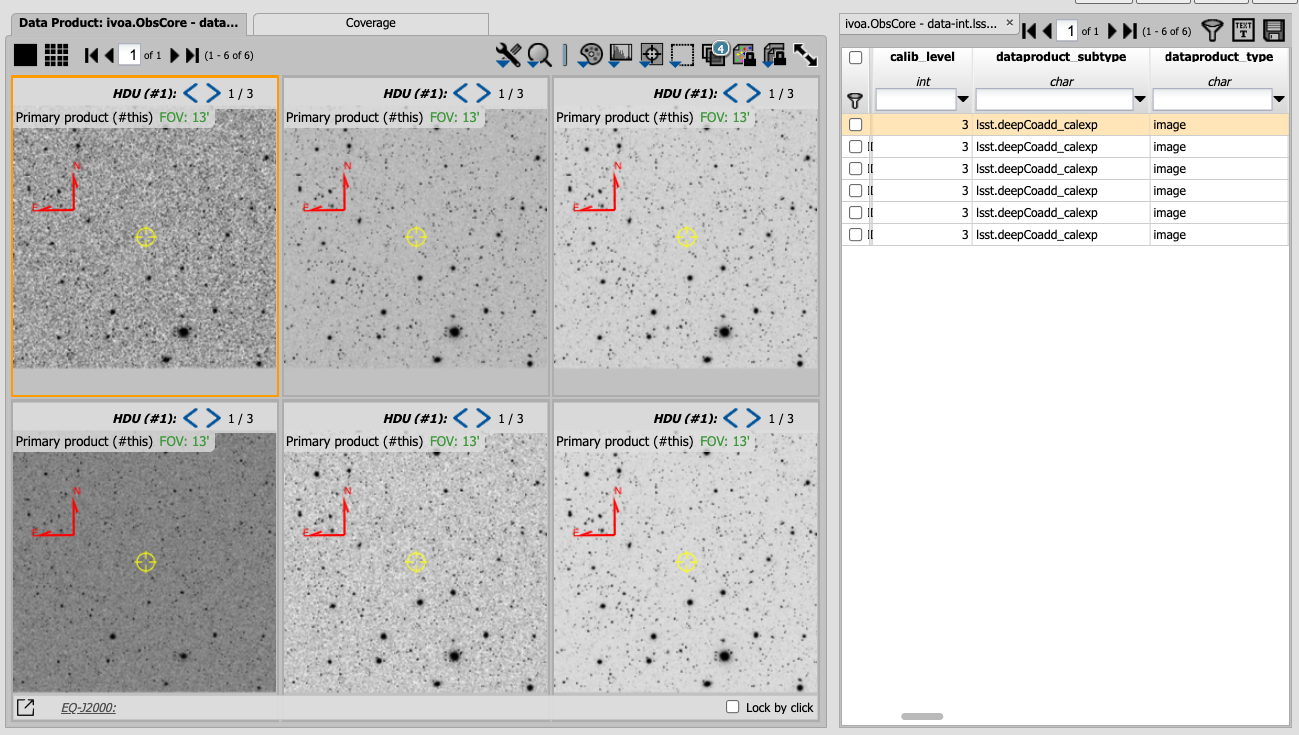 Data Product: ivoa.ObsCore - data...
Coverage
1 of 1 (1 - 6 of 6)
4
HDU (#1): 1 / 3
Primary product (#this) FOV: 13'
N
E
HDU (#1): 1 / 3
Primary product (#this) FOV: 13'
N
E
HDU (#1): 1 / 3
Primary product (#this) FOV: 13'
N
E
HDU (#1): 1 / 3
Primary product (#this) FOV: 13'
N
E
HDU (#1): 1 / 3
Primary product (#this) FOV: 13'
N
E
HDU (#1): 1 / 3
Primary product (#this) FOV: 13'
N
E
EQ-J2000:
Lock by click
ivoa.ObsCore - data-int.lss... ×
1 of 1 (1 - 6 of 6)
TEXT
T
calib_level dataproduct_subtype dataproduct_type
int char char
3 lsst.deepCoadd_calexp image
3 lsst.deepCoadd_calexp image
3 lsst.deepCoadd_calexp image
3 lsst.deepCoadd_calexp image
3 lsst.deepCoadd_calexp image
3 lsst.deepCoadd_calexp image